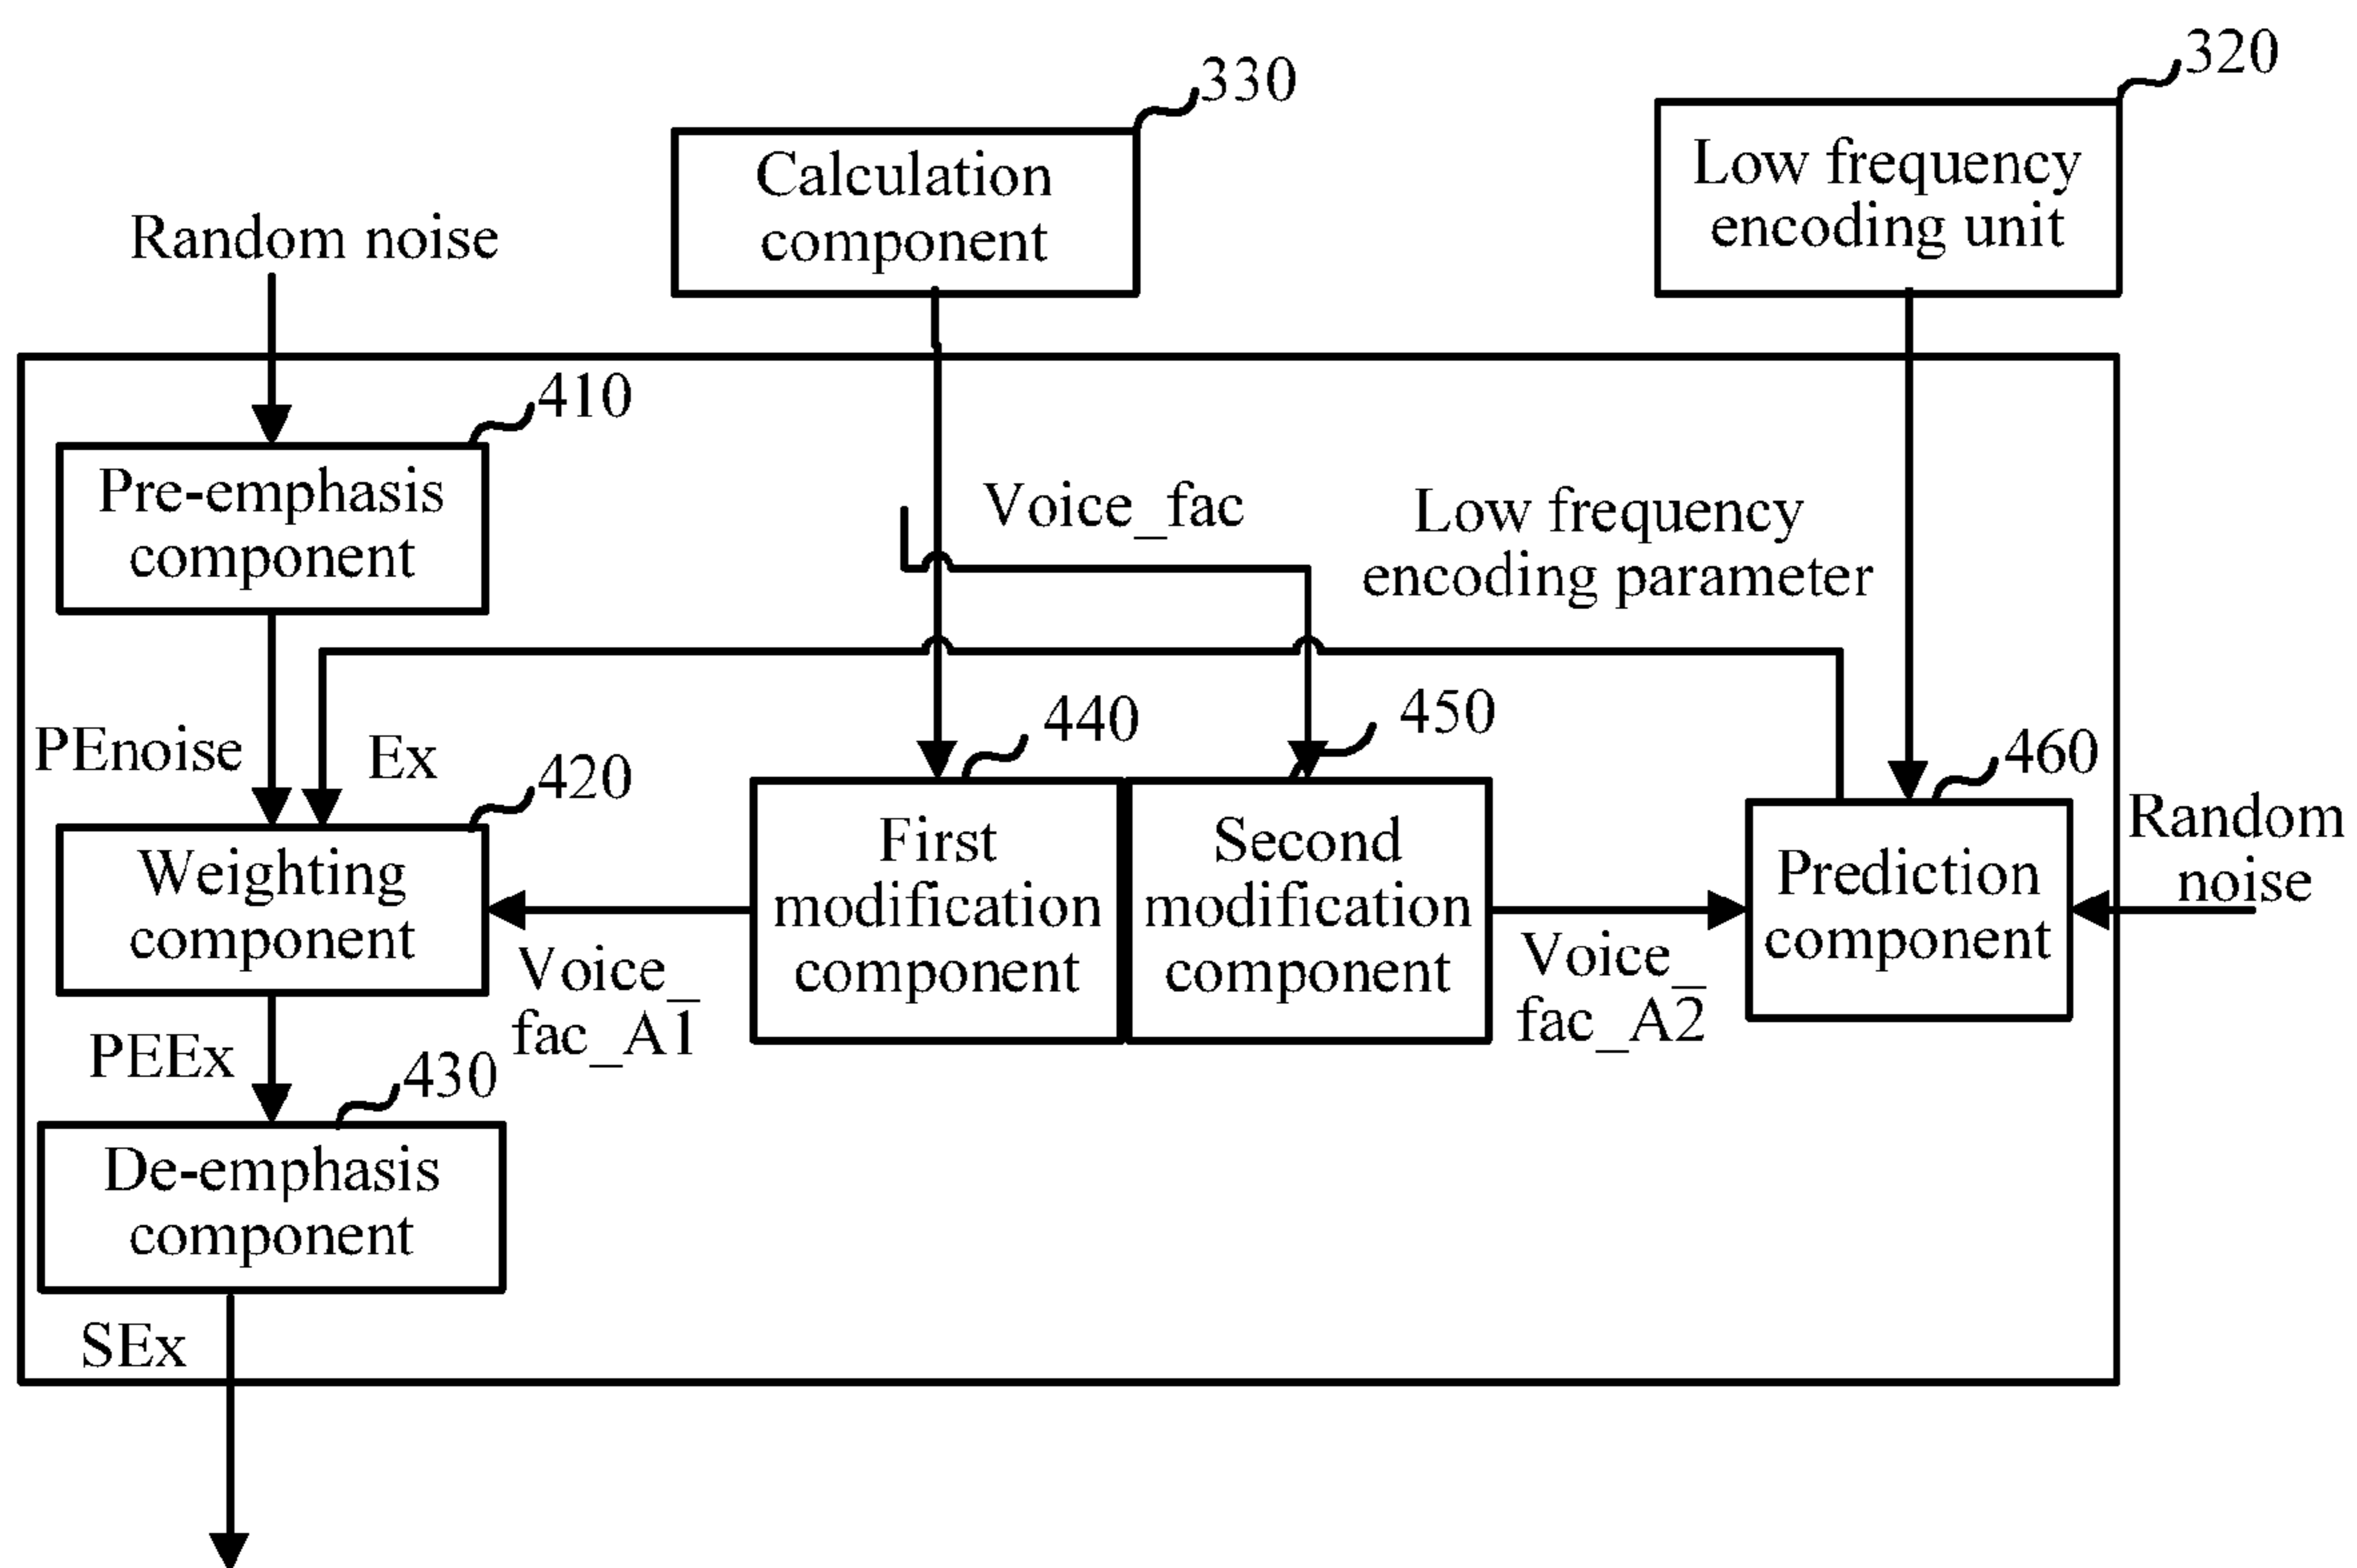 320
330
Low frequency
encoding unit
Calculation
component
Random noise
410
Pre-emphasis
component
Voice_fac
Low frequency
encoding parameter
440
450
460
PEnoise
Ex
420
Random
noise
First
modification
component
Second
modification
component
Prediction
component
Weighting
component
Voice_
fac_A1
Voice_
fac_A2
PEEx
430
De-emphasis
component
SEx